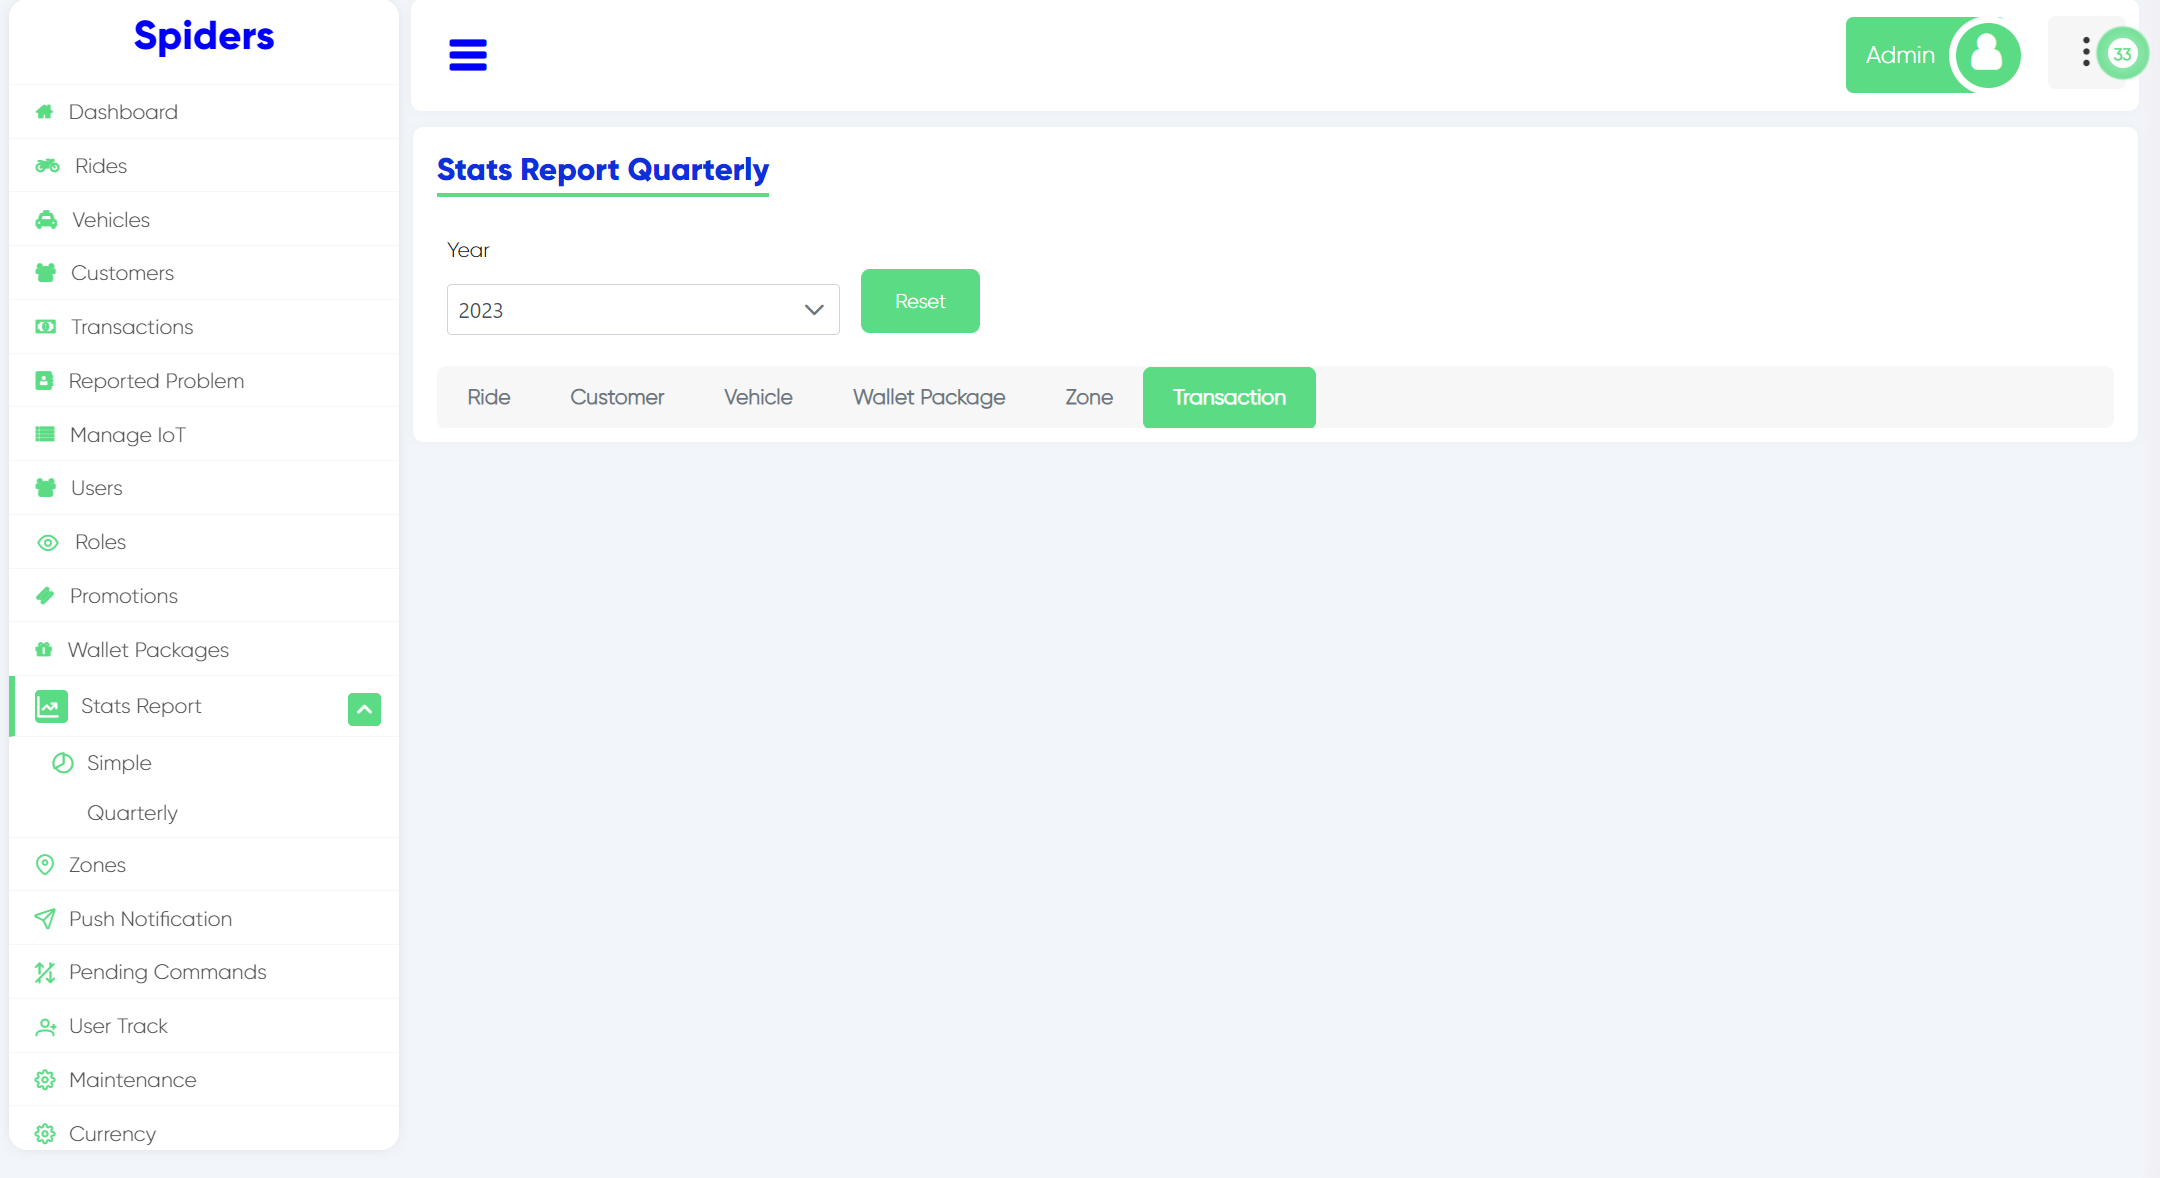 Spiders
Dashboard
Rides
Vehicles
Customers
Transactions
Reported Problem
Manage IoT
Users
Roles
Promotions
Wallet Packages
Stats Report
Simple
Quarterly
Zones
Push Notification
Pending Commands
User Track
Maintenance
Currency
Admin
33
Stats Report Quarterly
Year
2023
Reset
Ride Customer Vehicle Wallet Package Zone Transaction